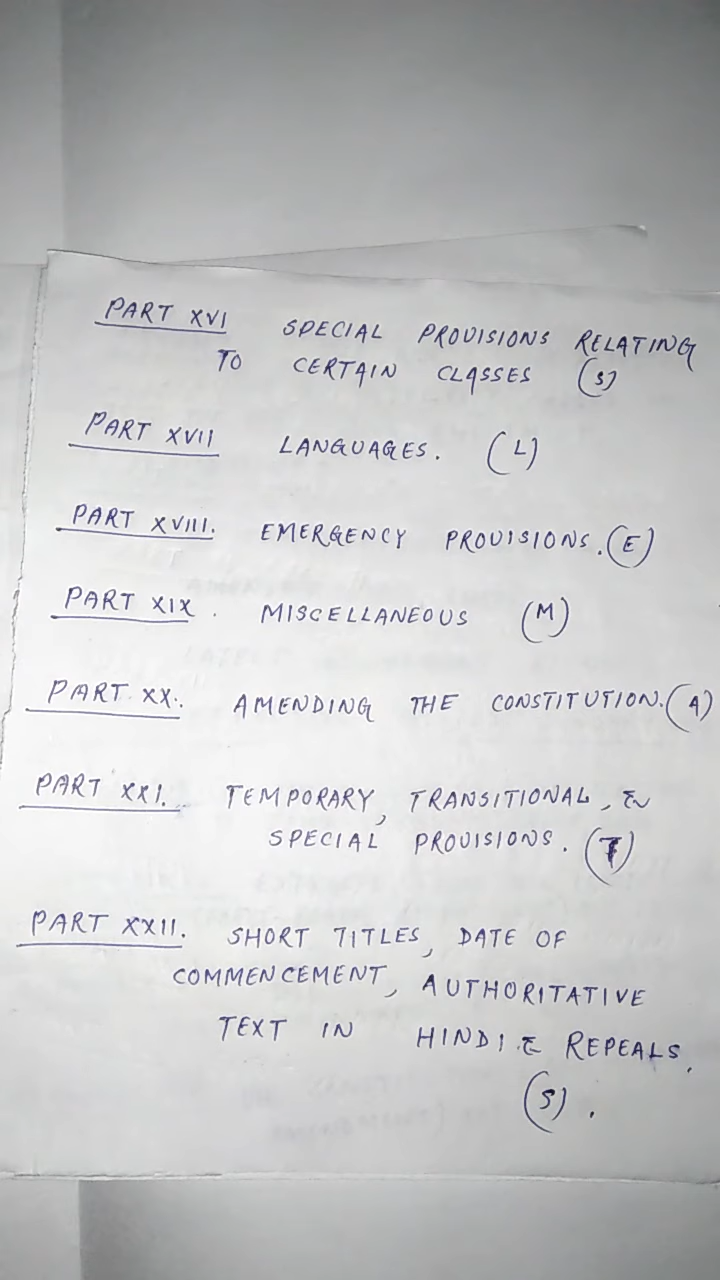 PART XVI SPECIAL PROVISIONS RELATING
TO CERTAIN CLASSES (S)
PART XVII LANGUAGES. (L)
PART XVIII. EMERGENCY PROVISIONS. (E)
PART XIX. MISCELLANEOUS (M)
PART XX. AMENDING THE CONSTITUTION. (A)
PART XXI. TEMPORARY, TRANSITIONAL, &
SPECIAL PROVISIONS. (T)
PART XXII. SHORT TITLES, DATE OF
COMMENCEMENT, AUTHORITATIVE
TEXT IN HINDI & REPEALS.
(S).